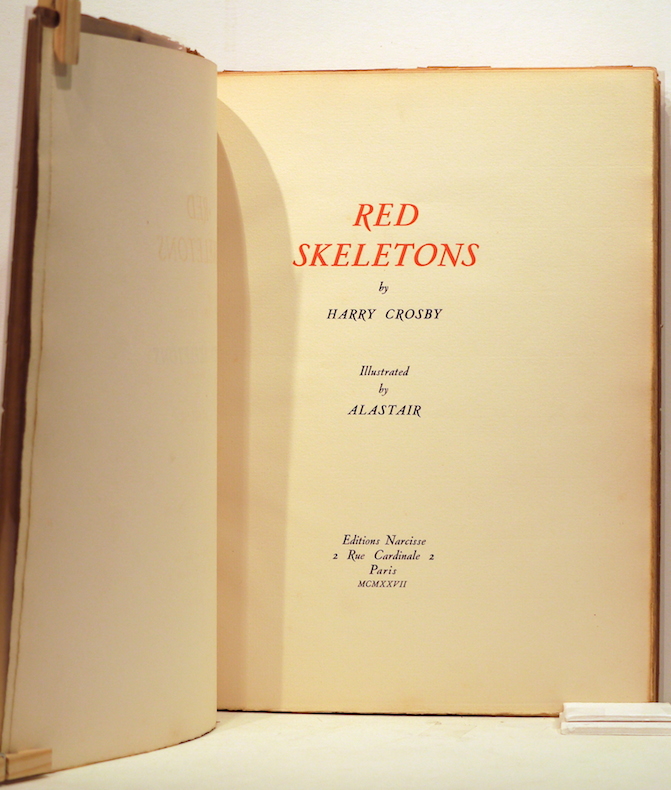 RED
SKELETONS
by
HARRY CROSBY
Illustrated
by
ALASTAIR
Editions Narcisse
2 Rue Cardinale 2
Paris
MCMXXVII